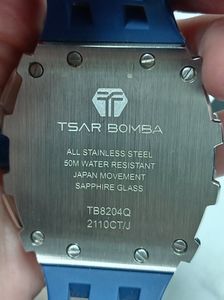 TSAR BOMBA
ALL STAINLESS STEEL
50M WATER RESISTANT
JAPAN MOVEMENT
SAPPHIRE GLASS
TB8204Q
2110CT/J